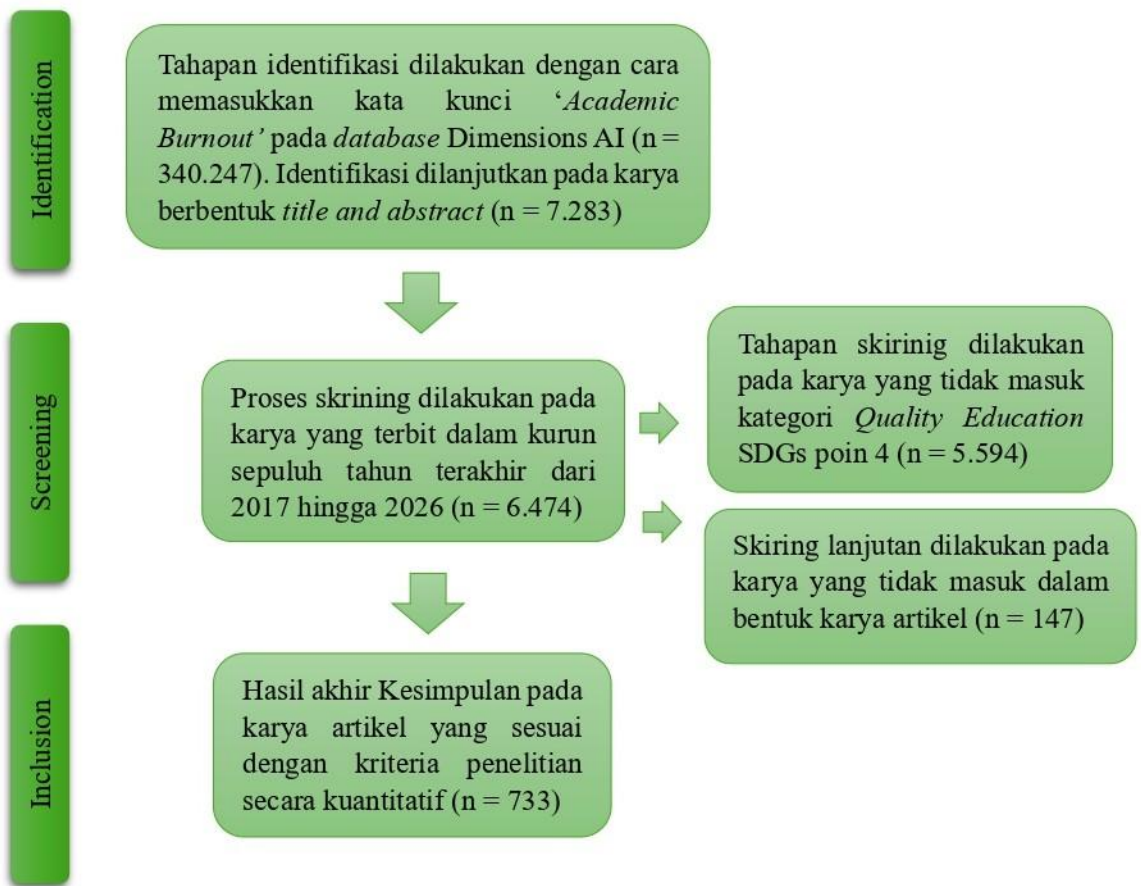 Identification
Tahapan identifikasi dilakukan dengan cara
memasukkan kata kunci ‘Academic
Burnout’ pada database Dimensions AI (n =
340.247). Identifikasi dilanjutkan pada karya
berbentuk title and abstract (n = 7.283)
Screening
Proses skrining dilakukan pada
karya yang terbit dalam kurun
sepuluh tahun terakhir dari
2017 hingga 2026 (n = 6.474)
Tahapan skirinig dilakukan
pada karya yang tidak masuk
kategori Quality Education
SDGs poin 4 (n = 5.594)
Skiring lanjutan dilakukan pada
karya yang tidak masuk dalam
bentuk karya artikel (n = 147)
Inclusion
Hasil akhir Kesimpulan pada
karya artikel yang sesuai
dengan kriteria penelitian
secara kuantitatif (n = 733)